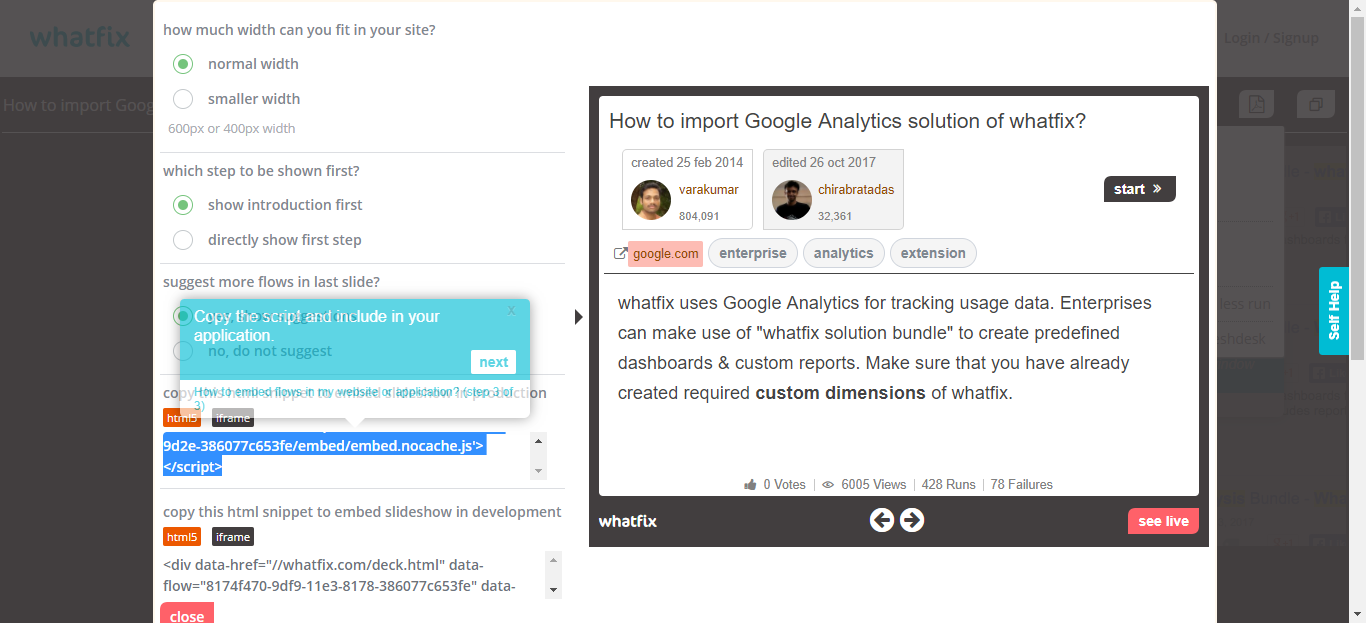 whatfix
Login / Signup
How to import Goog
how much width can you fit in your site?
normal width
smaller width
600px or 400px width
which step to be shown first?
show introduction first
directly show first step
suggest more flows in last slide?
Copy the script and include in your
application.
x
no, do not suggest
next
How to embed flows in my website or application? (step 3 of
3)
copy this html snippet to embed slideshow in production
html5 iframe
9d2e-386077c653fe/embed/embed.nocache.js'>
</script>
copy this html snippet to embed slideshow in development
html5 iframe
<div data-href="//whatfix.com/deck.html" data-
flow="8174f470-9df9-11e3-8178-386077c653fe" data-
close
How to import Google Analytics solution of whatfix?
created 25 feb 2014
varakumar
804,091
edited 26 oct 2017
chirabratadas
32,361
start »
google.com enterprise analytics extension
whatfix uses Google Analytics for tracking usage data. Enterprises
can make use of "whatfix solution bundle" to create predefined
dashboards & custom reports. Make sure that you have already
created required custom dimensions of whatfix.
0 Votes | 6005 Views | 428 Runs | 78 Failures
whatfix
see live
Self Help
less run